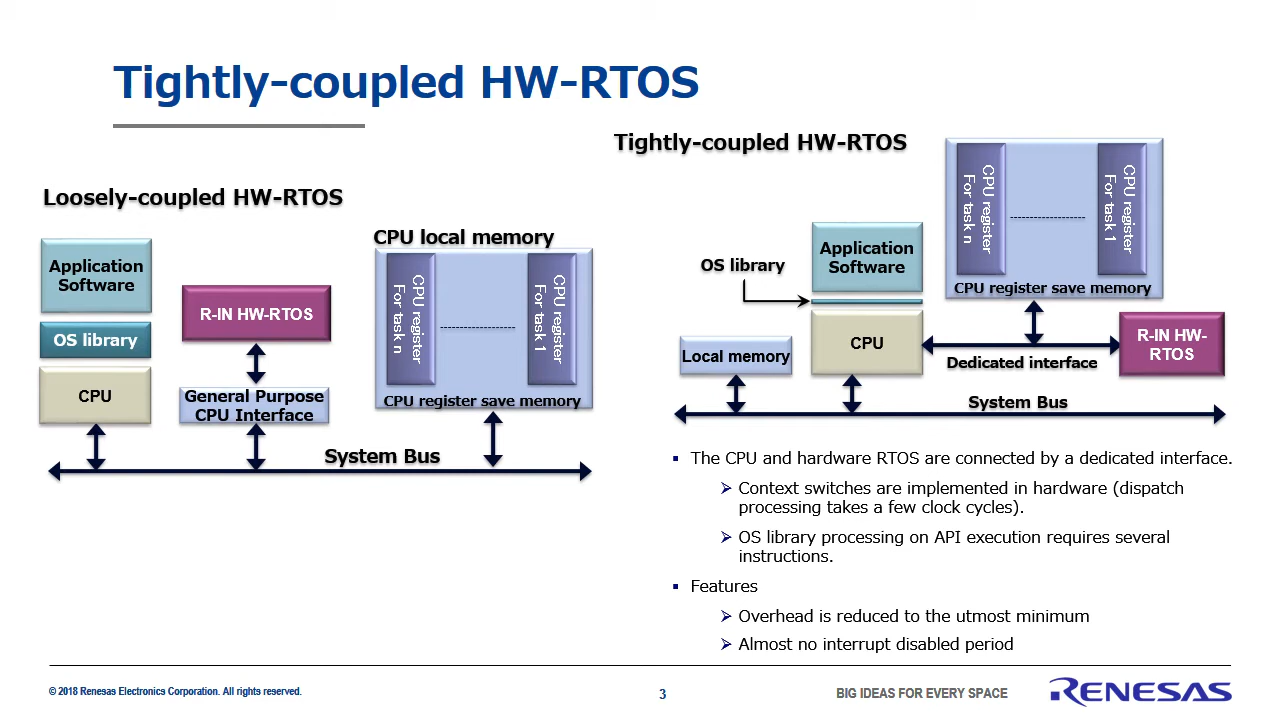 Tightly-coupled HW-RTOS
Loosely-coupled HW-RTOS
Application
Software
OS library
CPU
R-IN HW-RTOS
General Purpose
CPU Interface
CPU local memory
CPU register
For task n
CPU register
For task 1
CPU register save memory
System Bus
Tightly-coupled HW-RTOS
CPU register
For task n
CPU register
For task 1
CPU register save memory
OS library
Application
Software
Local memory
CPU
Dedicated interface
R-IN HW-
RTOS
System Bus
▪ The CPU and hardware RTOS are connected by a dedicated interface.
➢ Context switches are implemented in hardware (dispatch
processing takes a few clock cycles).
➢ OS library processing on API execution requires several
instructions.
▪ Features
➢ Overhead is reduced to the utmost minimum
➢ Almost no interrupt disabled period
© 2018 Renesas Electronics Corporation. All rights reserved.
3
BIG IDEAS FOR EVERY SPACE
RENESAS